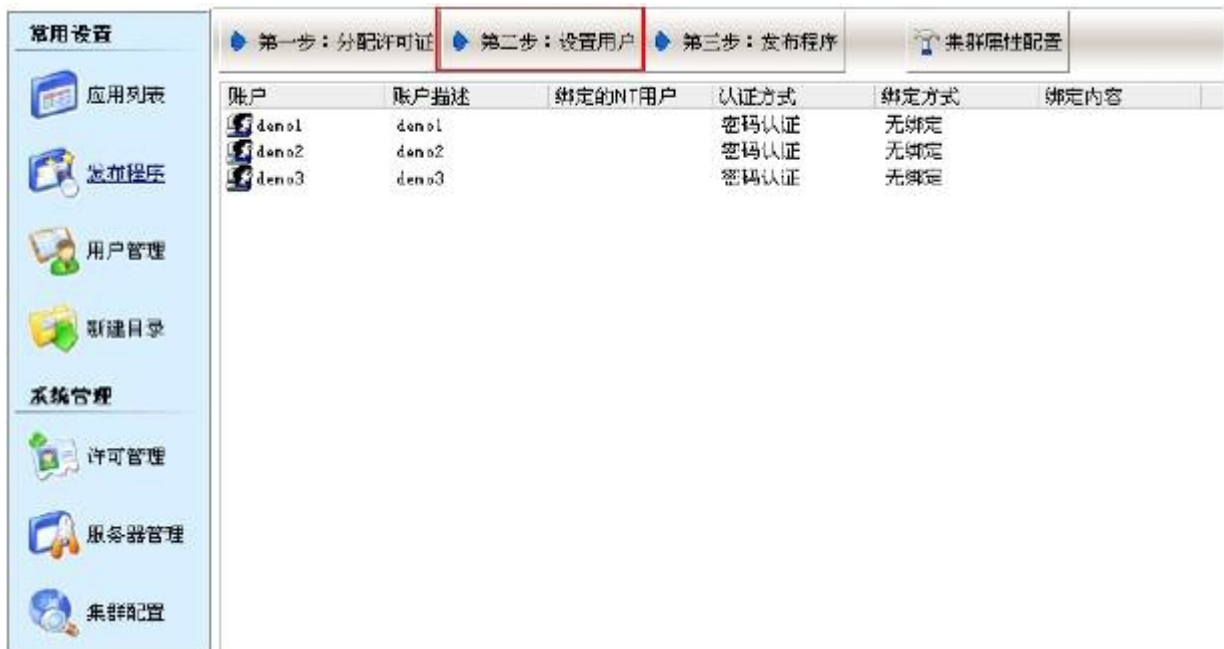 常用设置
应用列表
发布程序
用户管理
新建目录
系统管理
许可管理
服务器管理
集群配置
第一步：分配许可证 第二步：设置用户 第三步：发布程序 集群属性配置
账户 账户描述 绑定的NT用户 认证方式 绑定方式 绑定内容
demo1 demo1 密码认证 无绑定
demo2 demo2 密码认证 无绑定
demo3 demo3 密码认证 无绑定